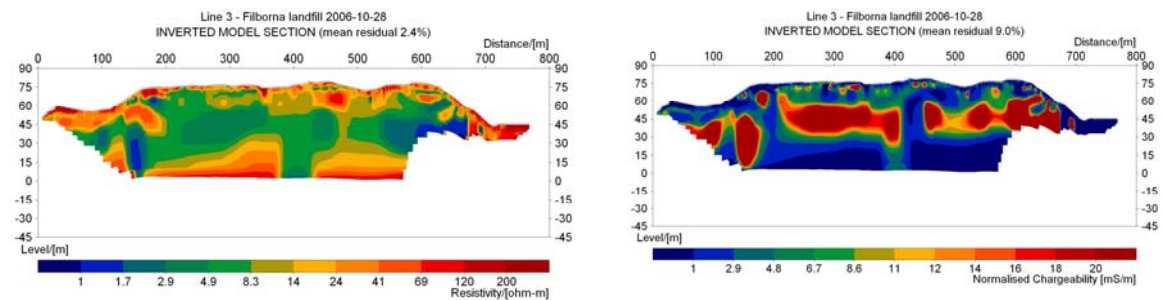 Line 3 - Filborna landfill 2006-10-28
INVERTED MODEL SECTION (mean residual 2.4%)
Distance/[m]
0 100 200 300 400 500 600 700 800
90 90
75 75
60 60
45 45
30 30
15 15
0 0
-15 -15
-30 -30
-45 -45
Level/[m]
1 1.7 2.9 4.9 8.3 14 24 41 69 120 200
Resistivity/[ohm-m]
Line 3 - Filborna landfill 2006-10-28
INVERTED MODEL SECTION (mean residual 9.0%)
Distance/[m]
0 100 200 300 400 500 600 700 800
90 90
75 75
60 60
45 45
30 30
15 15
0 0
-15 -15
-30 -30
-45 -45
Level/[m]
1 2.9 4.8 6.7 8.6 11 12 14 16 18 20
Normalised Chargeability [mS/m]